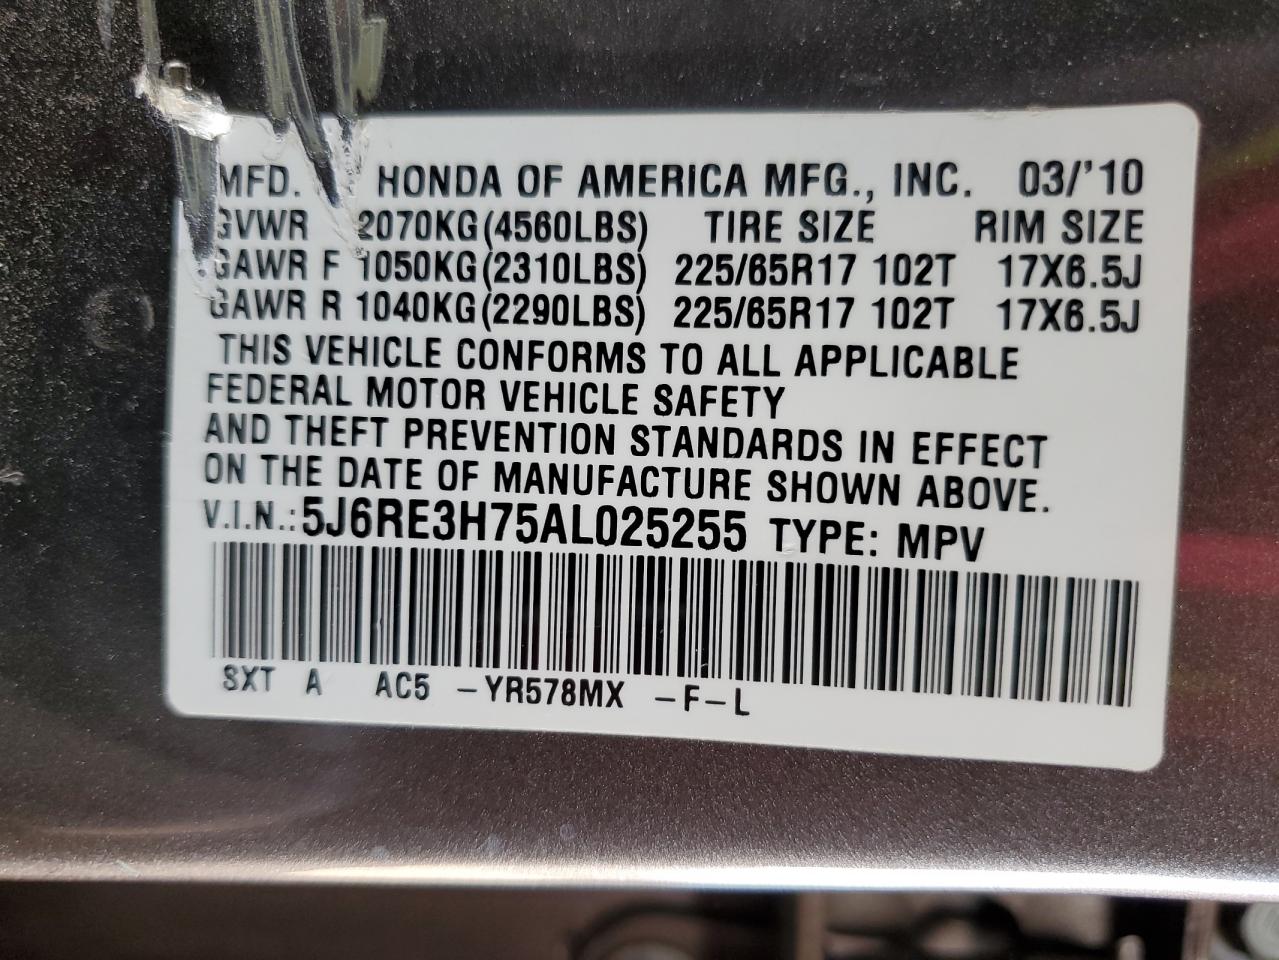 MFD. HONDA OF AMERICA MFG., INC. 03/'10
GVWR 2070KG(4560LBS) TIRE SIZE RIM SIZE
GAWR F 1050KG(2310LBS) 225/65R17 102T 17X6.5J
GAWR R 1040KG(2290LBS) 225/65R17 102T 17X6.5J
THIS VEHICLE CONFORMS TO ALL APPLICABLE
FEDERAL MOTOR VEHICLE SAFETY
AND THEFT PREVENTION STANDARDS IN EFFECT
ON THE DATE OF MANUFACTURE SHOWN ABOVE.
V.I.N.: 5J6RE3H75AL025255 TYPE: MPV
SXT A AC5 -YR578MX -F-L